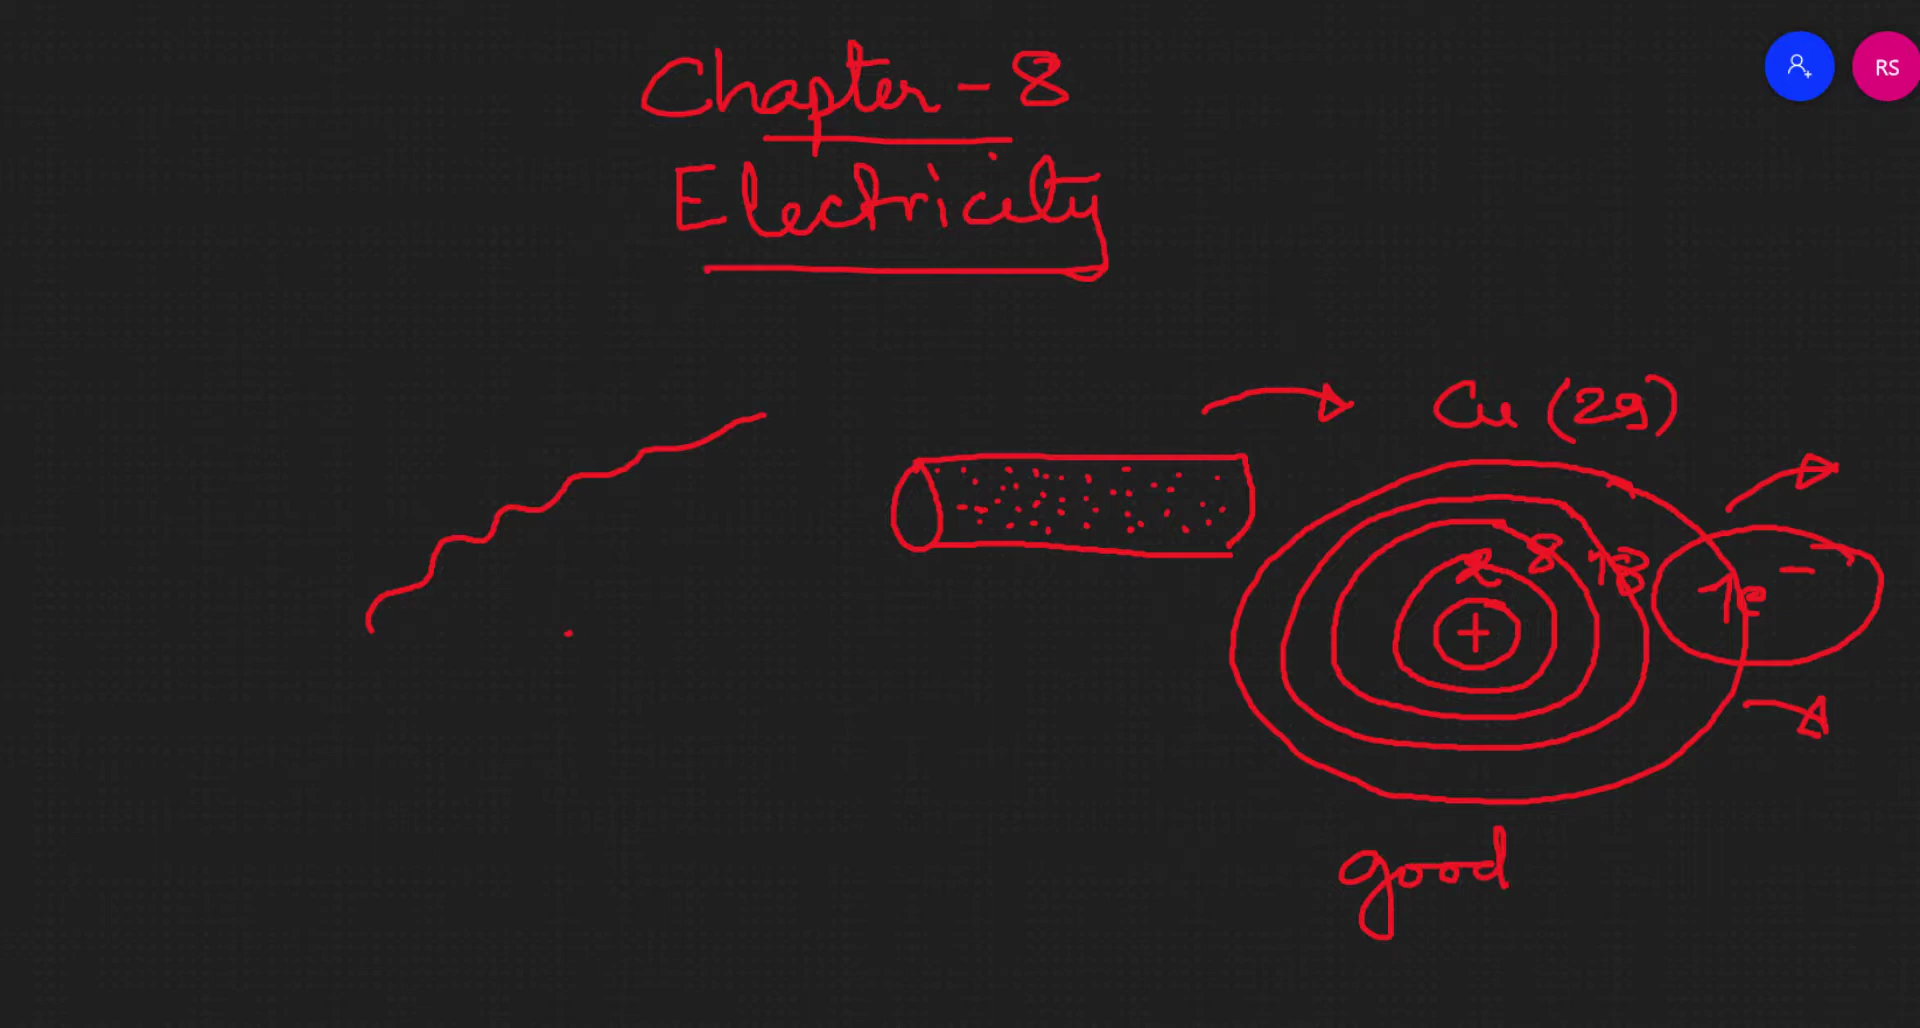 Chapter - 8
Electricity
RS
Cu (29)
2 8 18 1e -
+
good